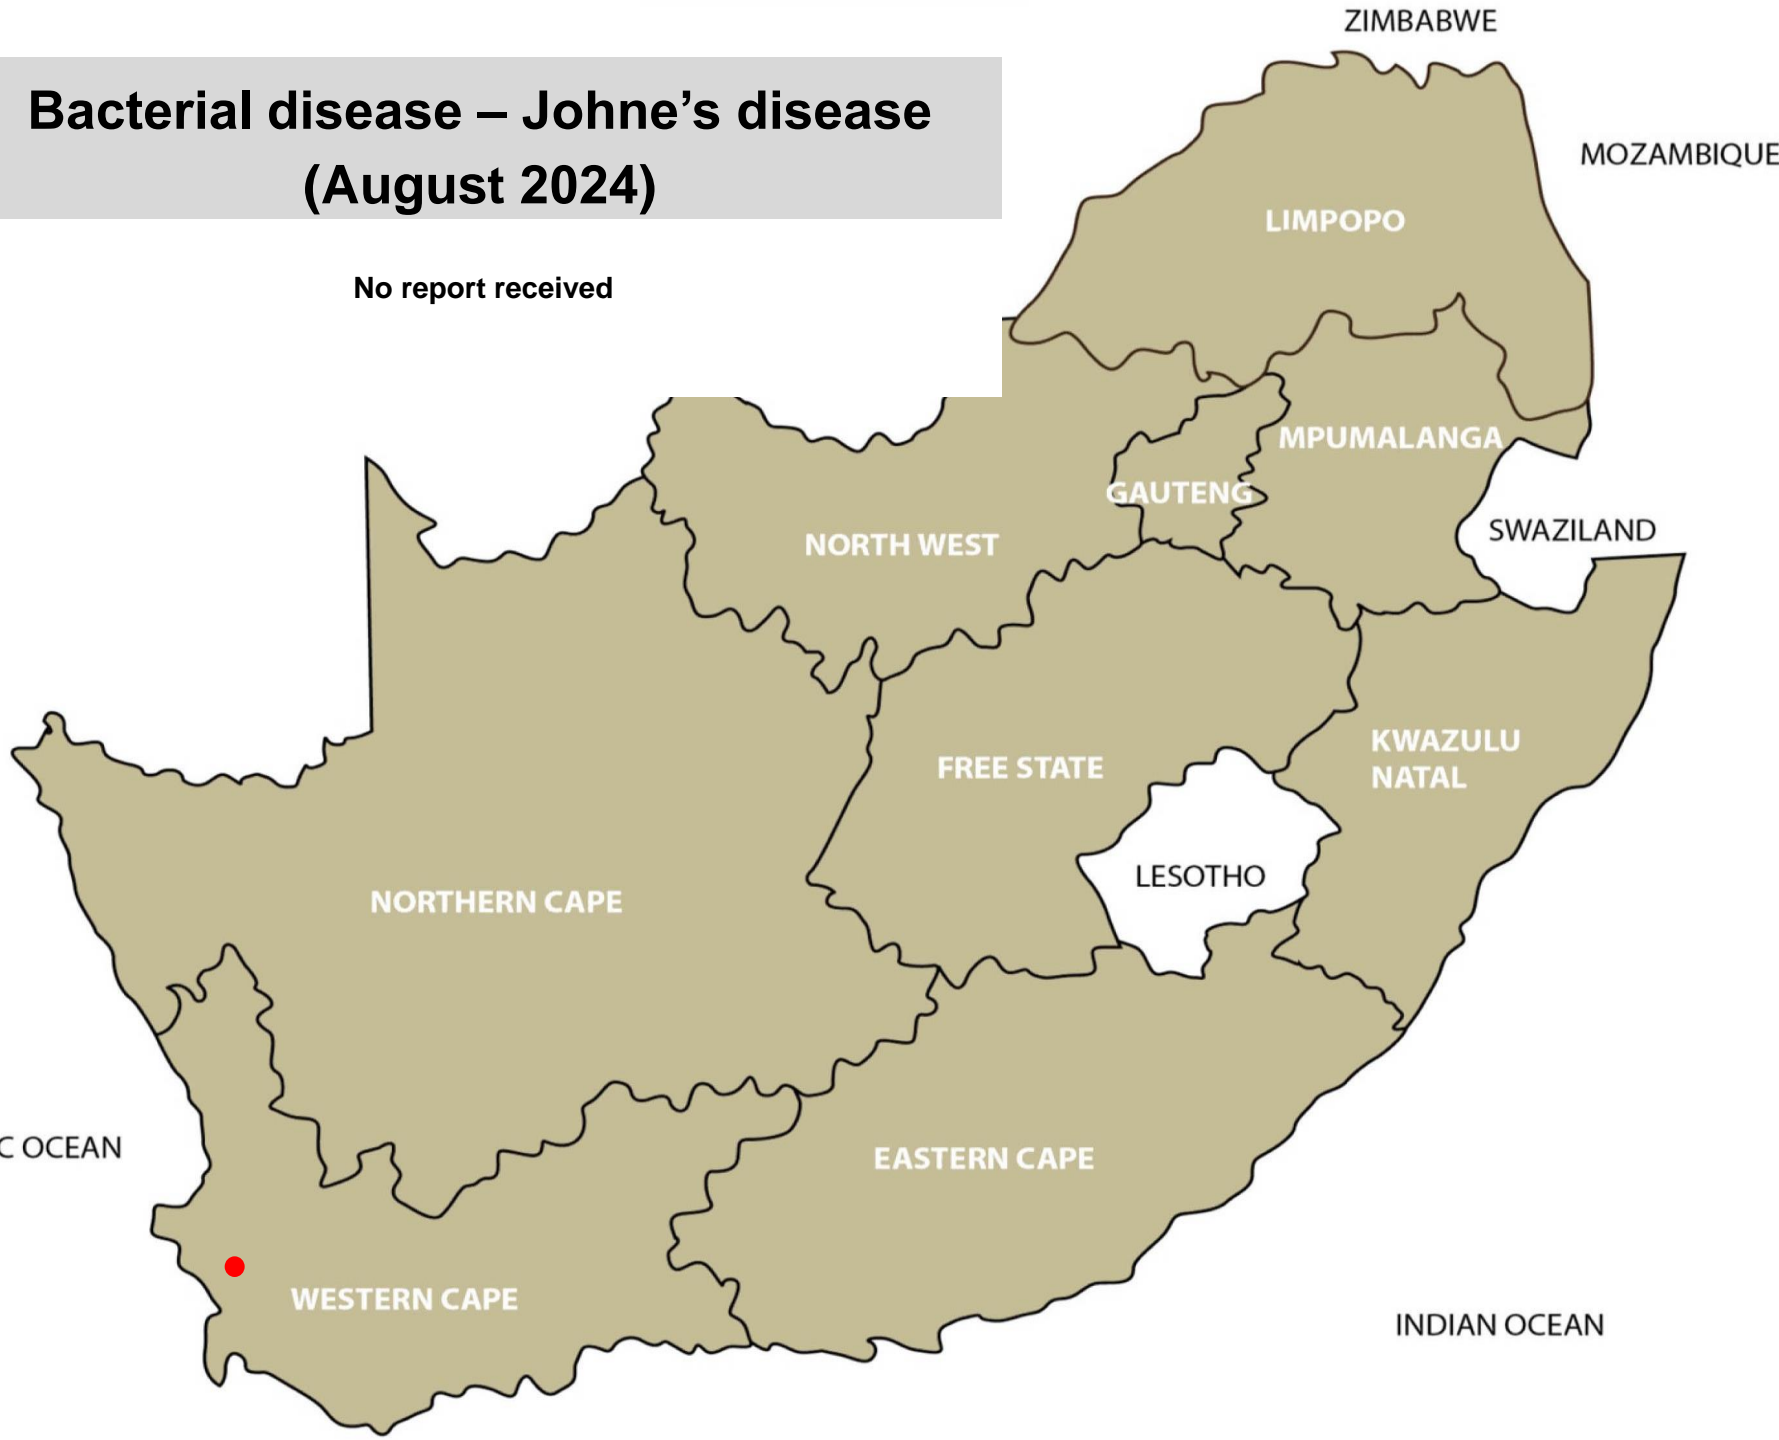 ZIMBABWE
Bacterial disease – Johne’s disease
(August 2024)
MOZAMBIQUE
LIMPOPO
No report received
MPUMALANGA
GAUTENG
SWAZILAND
NORTH WEST
KWAZULU
NATAL
FREE STATE
LESOTHO
NORTHERN CAPE
C OCEAN
EASTERN CAPE
WESTERN CAPE
INDIAN OCEAN